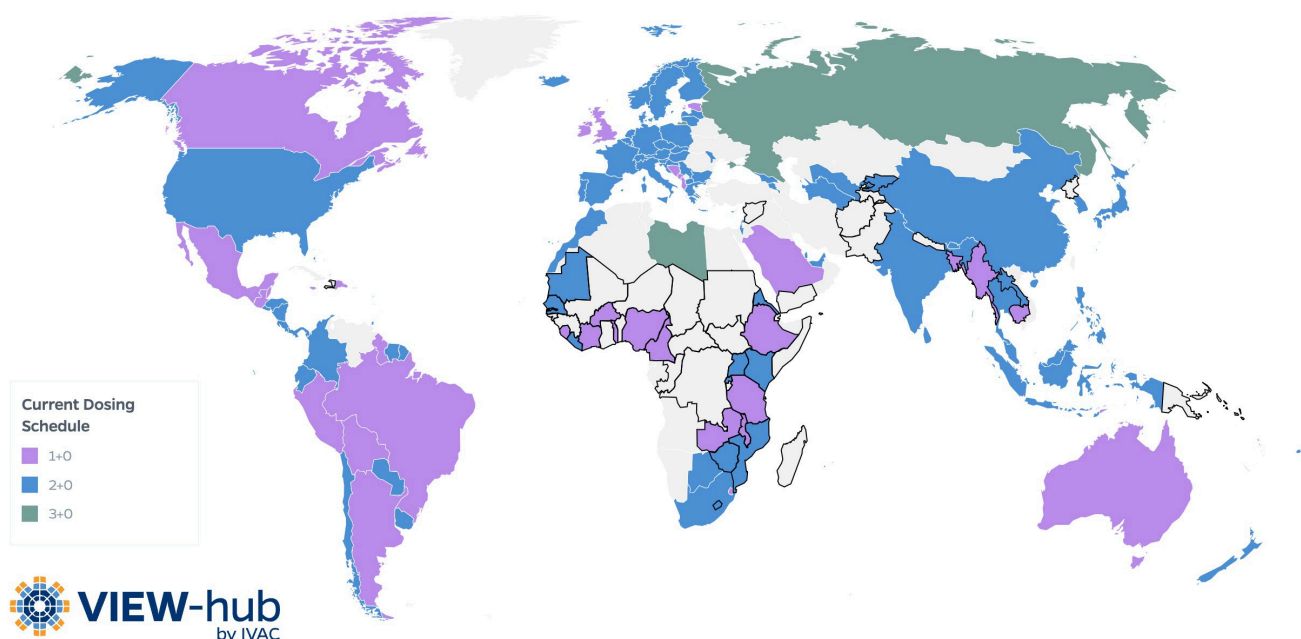 Current Dosing
Schedule
1+0
2+0
3+0
VIEW-hub
by IVAC